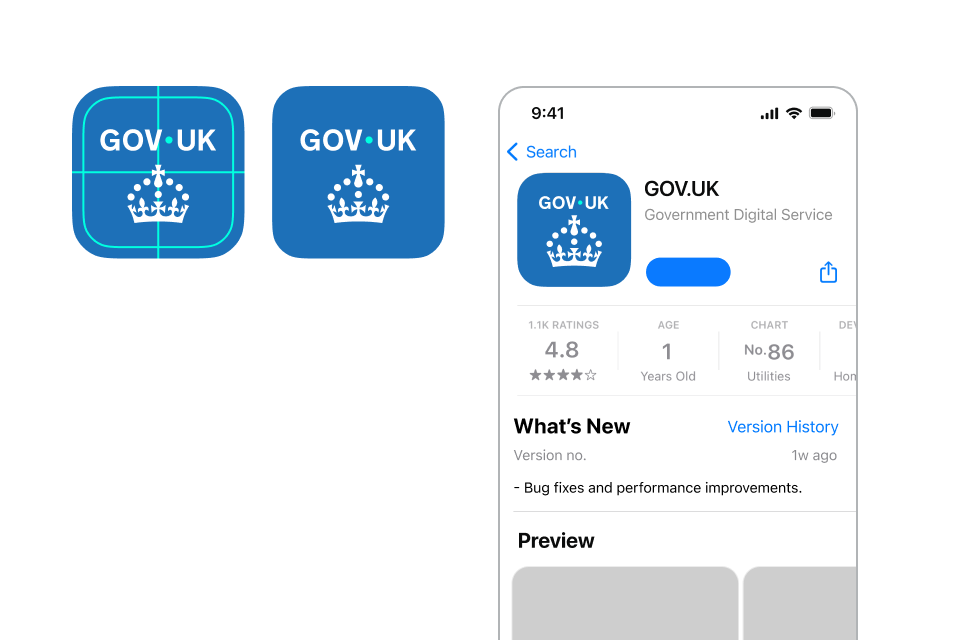 GOV·UK
GOV·UK
9:41
Search
GOV·UK
GOV.UK
Government Digital Service
1.1K RATINGS
4.8
AGE
1
Years Old
CHART
No.86
Utilities
DEV
Hom
What's New
Version History
Version no.
1w ago
- Bug fixes and performance improvements.
Preview